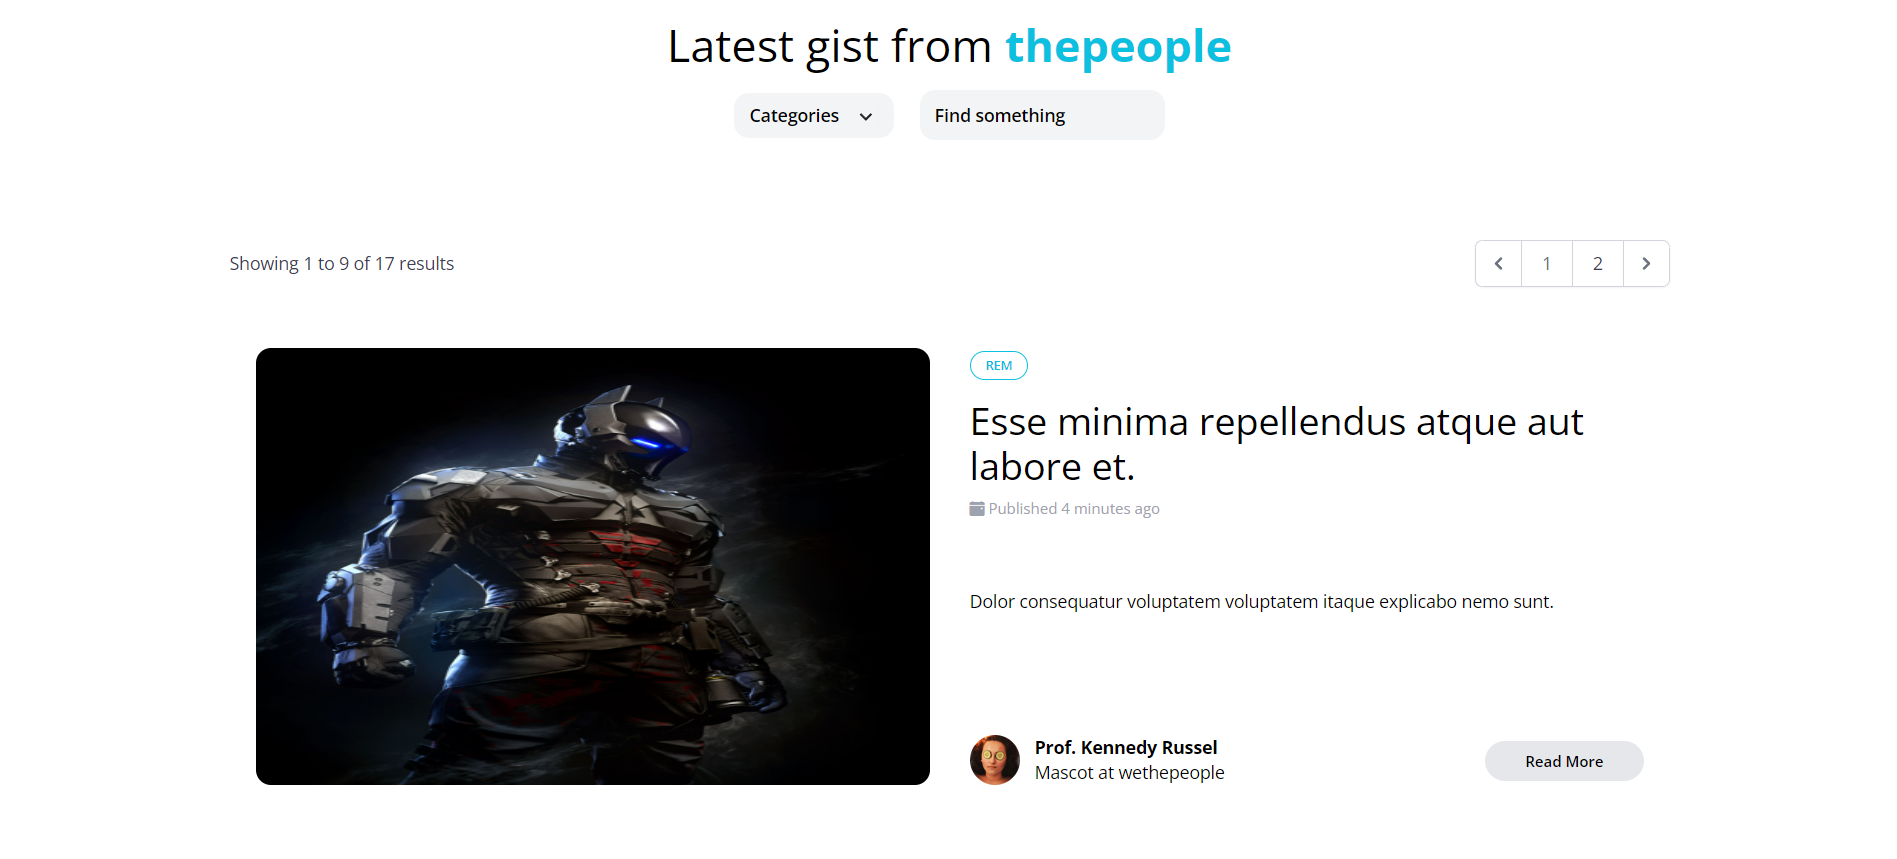 Latest gist from thepeople
Categories
Find something
Showing 1 to 9 of 17 results
1 2
REM
Esse minima repellendus atque aut
labore et.
Published 4 minutes ago
Dolor consequatur voluptatem voluptatem itaque explicabo nemo sunt.
Prof. Kennedy Russel
Mascot at wethepeople
Read More